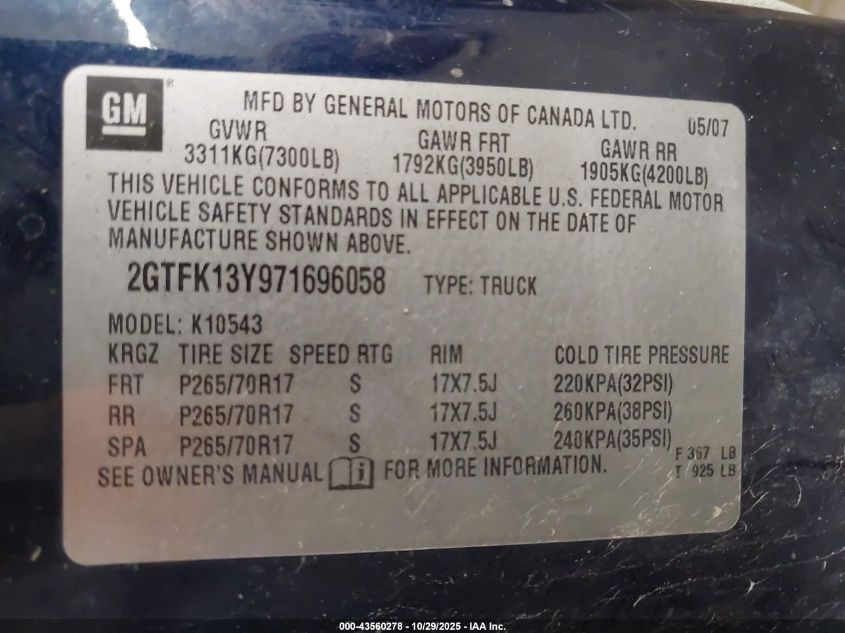 GM ®
MFD BY GENERAL MOTORS OF CANADA LTD. 05/07
GVWR GAWR FRT GAWR RR
3311KG(7300LB) 1792KG(3950LB) 1905KG(4200LB)
THIS VEHICLE CONFORMS TO ALL APPLICABLE U.S. FEDERAL MOTOR
VEHICLE SAFETY STANDARDS IN EFFECT ON THE DATE OF
MANUFACTURE SHOWN ABOVE.
2GTFK13Y971696058 TYPE: TRUCK
MODEL: K10543
KRGZ TIRE SIZE SPEED RTG RIM COLD TIRE PRESSURE
FRT P265/70R17 S 17X7.5J 220KPA(32PSI)
RR P265/70R17 S 17X7.5J 260KPA(38PSI)
SPA P265/70R17 S 17X7.5J 240KPA(35PSI)
F 367 LB
T 925 LB
SEE OWNER'S MANUAL i FOR MORE INFORMATION.
000-43560278 - 10/29/2025 - IAA Inc.